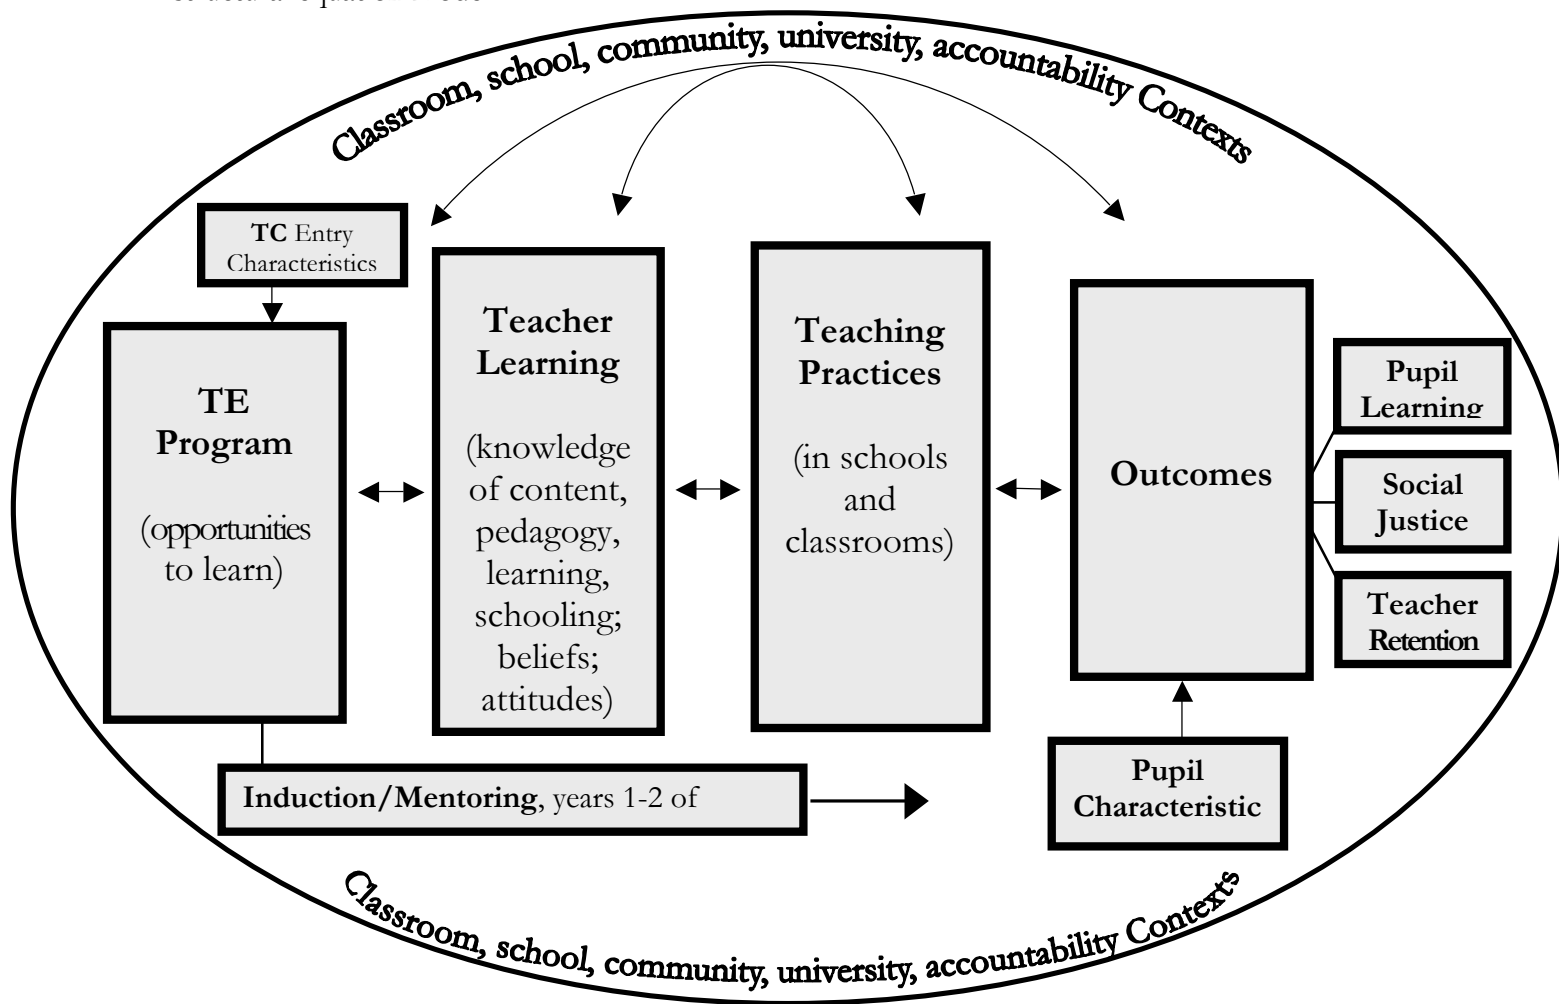 Classroom, school, community, university, accountability Contexts
TC Entry
Characteristics
TE
Program
(opportunities
to learn)
Teacher
Learning
(knowledge
of content,
pedagogy,
learning,
schooling;
beliefs;
attitudes)
Teaching
Practices
(in schools
and
classrooms)
Outcomes
Pupil
Learning
Social
Justice
Teacher
Retention
Induction/Mentoring, years 1-2 of
Pupil
Characteristic
Classroom, school, community, university, accountability Contexts